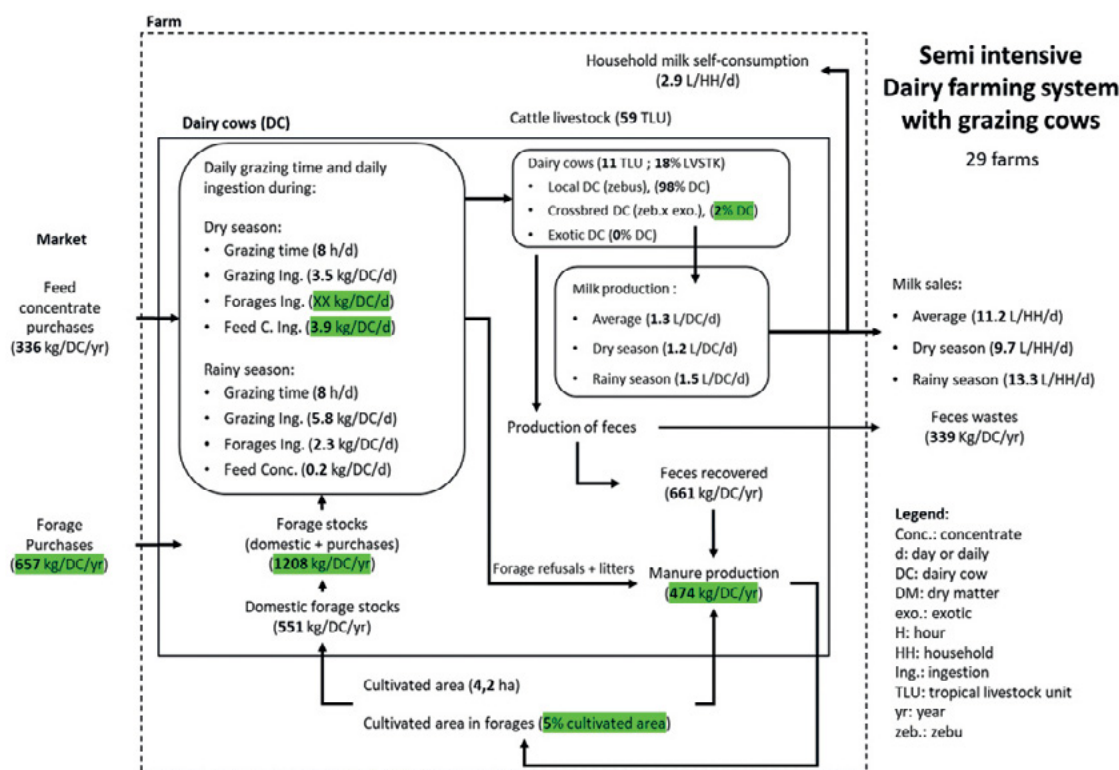 Farm
Semi intensive
Dairy farming system
with grazing cows
29 farms
Household milk self-consumption
(2.9 L/HH/d)
Dairy cows (DC)
Cattle livestock (59 TLU)
Daily grazing time and daily
ingestion during:
Dry season:
• Grazing time (8 h/d)
• Grazing Ing. (3.5 kg/DC/d)
• Forages Ing. (XX kg/DC/d)
• Feed C. Ing. (3.9 kg/DC/d)
Rainy season:
• Grazing time (8 h/d)
• Grazing Ing. (5.8 kg/DC/d)
• Forages Ing. (2.3 kg/DC/d)
• Feed Conc. (0.2 kg/DC/d)
Dairy cows (11 TLU ; 18% LVSTK)
• Local DC (zebus), (98% DC)
• Crossbred DC (zeb.x exo.), (2% DC)
• Exotic DC (0% DC)
Milk production :
• Average (1.3 L/DC/d)
• Dry season (1.2 L/DC/d)
• Rainy season (1.5 L/DC/d)
Market
Feed
concentrate
purchases
(336 kg/DC/yr)
Milk sales:
• Average (11.2 L/HH/d)
• Dry season (9.7 L/HH/d)
• Rainy season (13.3 L/HH/d)
Production of feces
Feces wastes
(339 Kg/DC/yr)
Feces recovered
(661 kg/DC/yr)
Forage
Purchases
(657 kg/DC/yr)
Forage stocks
(domestic + purchases)
(1208 kg/DC/yr)
Forage refusals + litters
Manure production
(474 kg/DC/yr)
Domestic forage stocks
(551 kg/DC/yr)
Cultivated area (4,2 ha)
Cultivated area in forages (5% cultivated area)
Legend:
Conc.: concentrate
d: day or daily
DC: dairy cow
DM: dry matter
exo.: exotic
H: hour
HH: household
Ing.: ingestion
TLU: tropical livestock unit
yr: year
zeb.: zebu